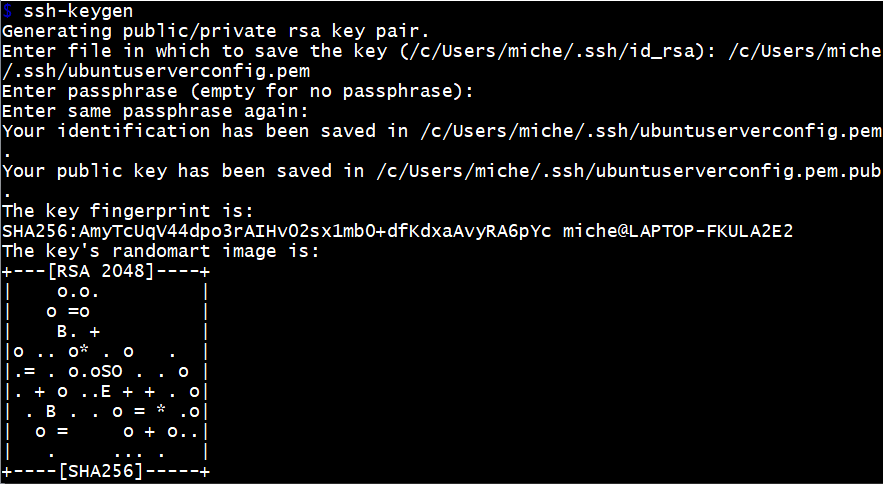 $ ssh-keygen
Generating public/private rsa key pair.
Enter file in which to save the key (/c/Users/miche/.ssh/id_rsa): /c/Users/miche
/.ssh/ubuntuserverconfig.pem
Enter passphrase (empty for no passphrase):
Enter same passphrase again:
Your identification has been saved in /c/Users/miche/.ssh/ubuntuserverconfig.pem
.
Your public key has been saved in /c/Users/miche/.ssh/ubuntuserverconfig.pem.pub
.
The key fingerprint is:
SHA256:AmyTcUqV44dpo3rAIHvO2sx1mbO+dfKdxaAvyRA6pYc miche@LAPTOP-FKULA2E2
The key's randomart image is:
+---[RSA 2048]----+
|    o.o.         |
|   o =o          |
|    B. +         |
|o .. o* . o   .  |
|.= . o.oSO . . o |
|. + o ..E + + . o|
| . B . . o = * .o|
|  o =     o + o..|
|   .     ... .   |
+----[SHA256]-----+